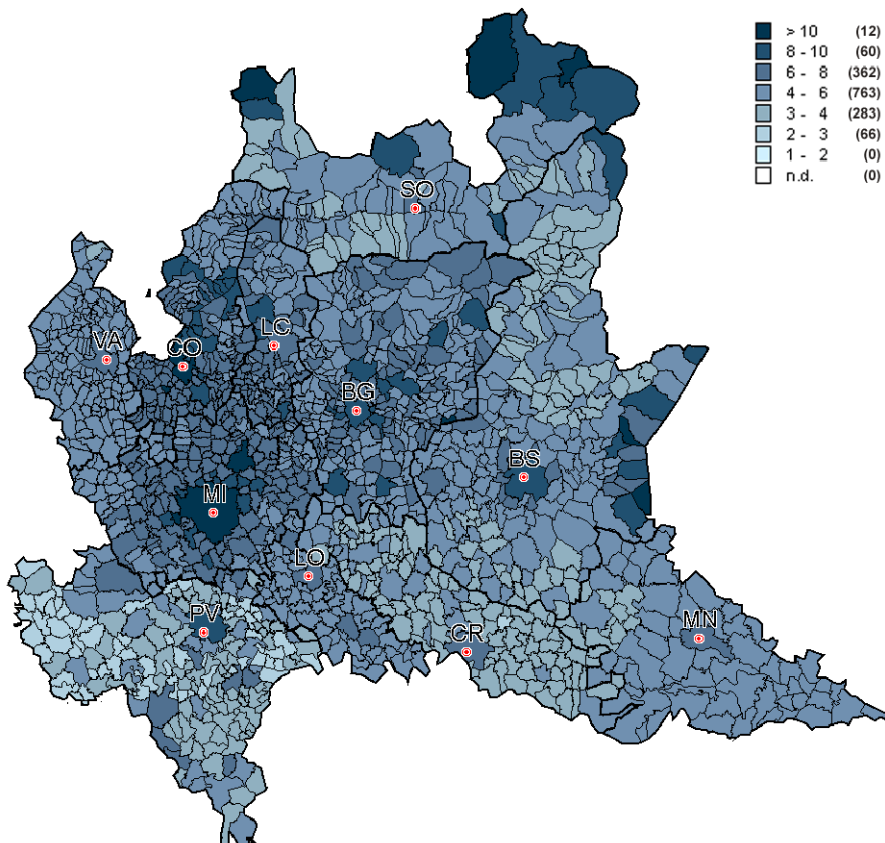 > 10 (12)
8 - 10 (60)
6 - 8 (362)
4 - 6 (763)
3 - 4 (283)
2 - 3 (66)
1 - 2 (0)
n.d. (0)
SO
VA
CO
LC
BG
BS
MI
LO
PV
CR
MN